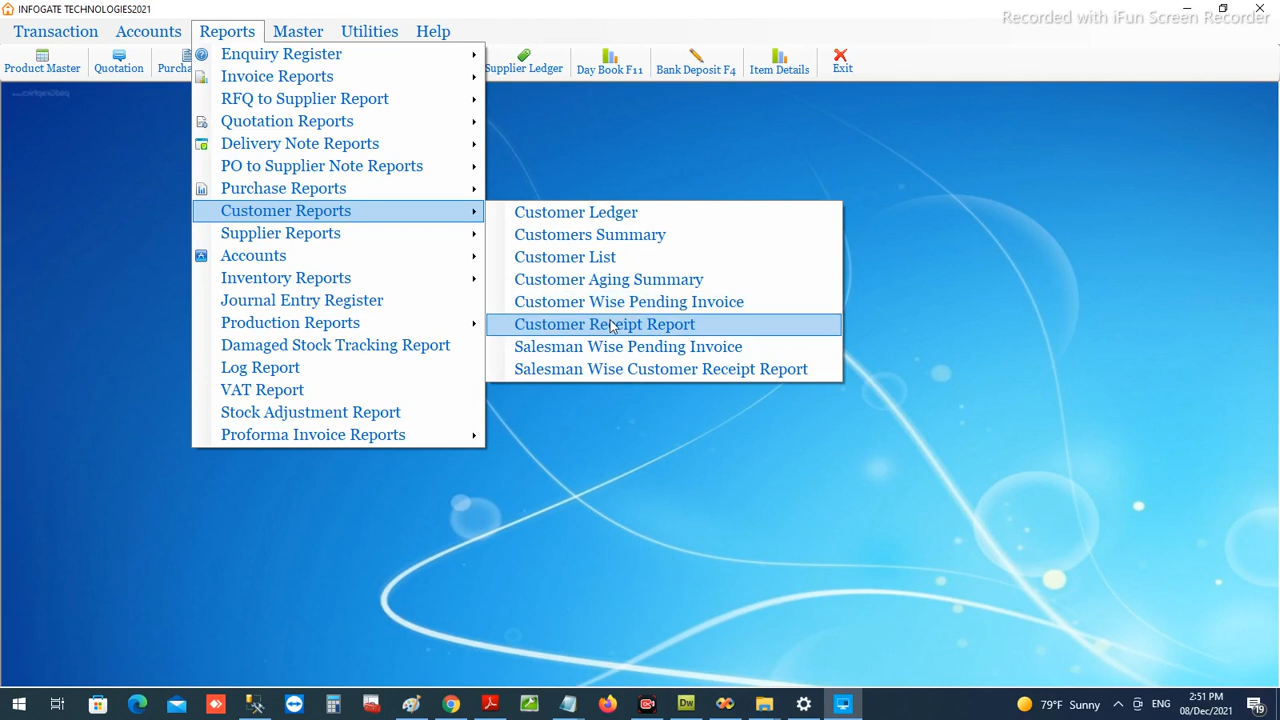 INFOGATE TECHNOLOGIES2021
Recorded with iFun Screen Recorder
Transaction Accounts Reports Master Utilities Help
Product Master Quotation Purcha Supplier Ledger Day Book F11 Bank Deposit F4 Item Details Exit
Enquiry Register
Invoice Reports
RFQ to Supplier Report
Quotation Reports
Delivery Note Reports
PO to Supplier Note Reports
Purchase Reports
Customer Reports
Supplier Reports
Accounts
Inventory Reports
Journal Entry Register
Production Reports
Damaged Stock Tracking Report
Log Report
VAT Report
Stock Adjustment Report
Proforma Invoice Reports
Customer Ledger
Customers Summary
Customer List
Customer Aging Summary
Customer Wise Pending Invoice
Customer Receipt Report
Salesman Wise Pending Invoice
Salesman Wise Customer Receipt Report
Dw
79°F Sunny
ENG
2:51 PM
08/Dec/2021
19